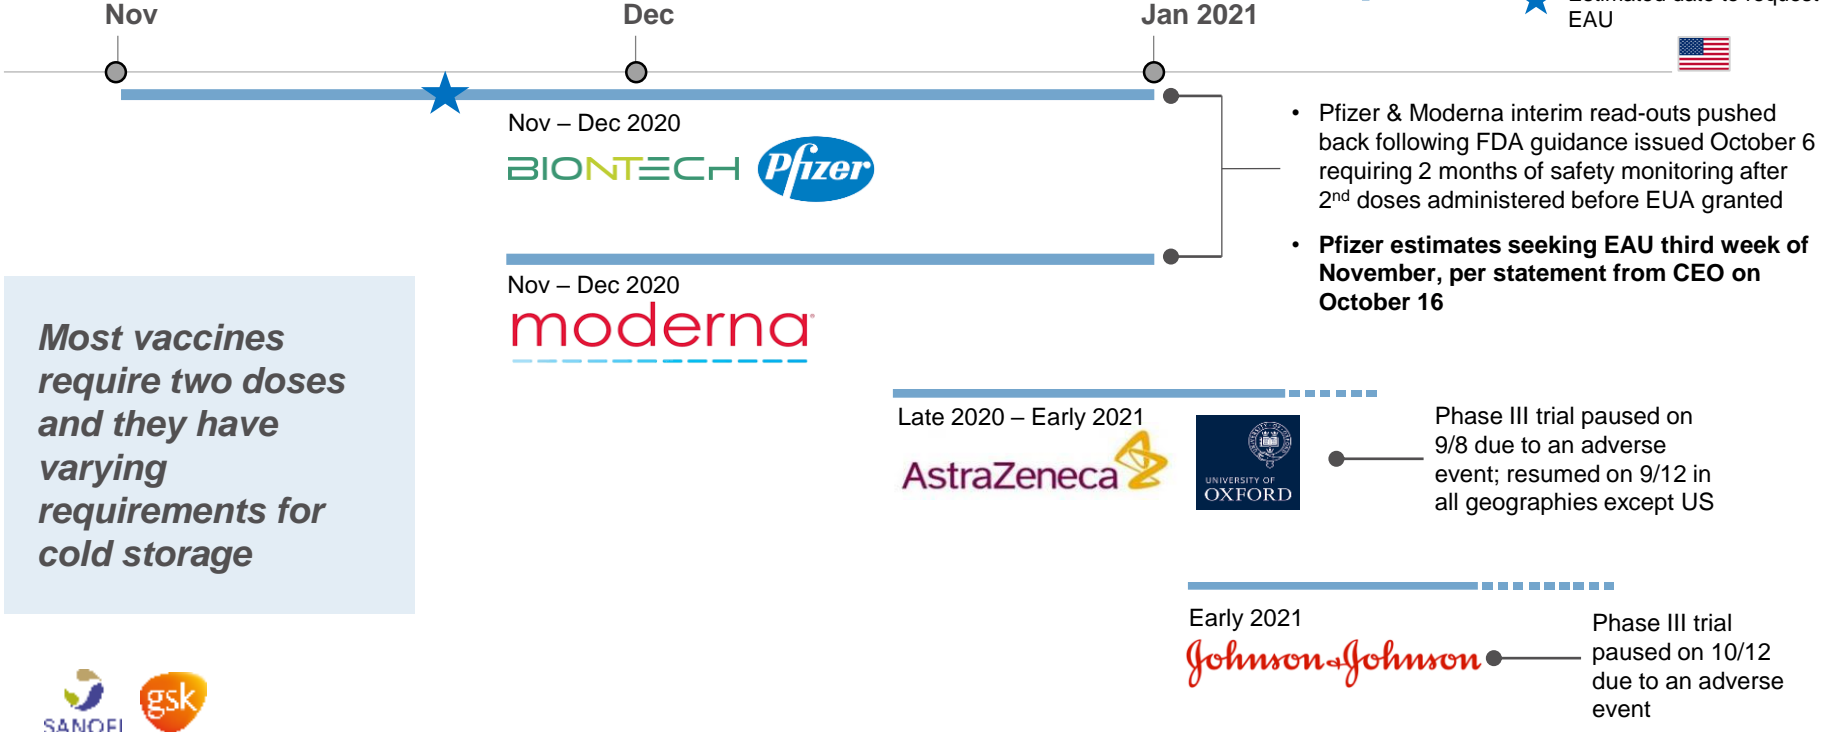 Nov
Dec
Jan 2021
Estimated date to request
EAU
Nov – Dec 2020
BIONTECH
Pfizer
• Pfizer & Moderna interim read-outs pushed
back following FDA guidance issued October 6
requiring 2 months of safety monitoring after
2nd doses administered before EUA granted
• Pfizer estimates seeking EAU third week of
November, per statement from CEO on
October 16
Nov – Dec 2020
moderna
Most vaccines
require two doses
and they have
varying
requirements for
cold storage
Late 2020 – Early 2021
AstraZeneca
UNIVERSITY OF
OXFORD
Phase III trial paused on
9/8 due to an adverse
event; resumed on 9/12 in
all geographies except US
Early 2021
Johnson&Johnson
Phase III trial
paused on 10/12
due to an adverse
event
SANOFI
gsk